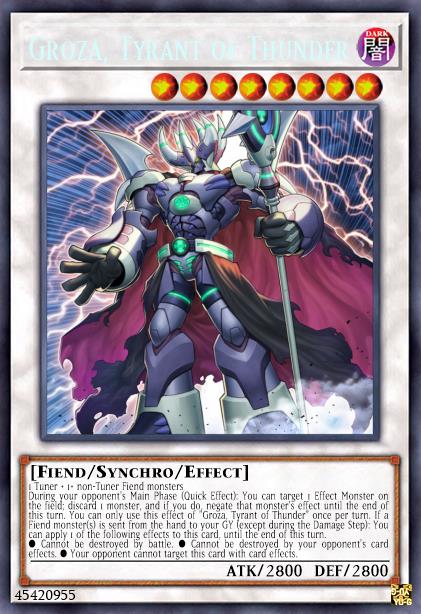 Groza, Tyrant of Thunder
DARK
闇
[Fiend/Synchro/Effect]
1 Tuner + 1+ non-Tuner Fiend monsters
During your opponent's Main Phase (Quick Effect): You can target 1 Effect Monster on
the field; discard 1 monster, and if you do, negate that monster's effect until the end of
this turn. You can only use this effect of "Groza, Tyrant of Thunder" once per turn. If a
Fiend monster(s) is sent from the hand to your GY (except during the Damage Step): You
can apply 1 of the following effects to this card, until the end of this turn.
● Cannot be destroyed by battle. ● Cannot be destroyed by your opponent's card
effects. ● Your opponent cannot target this card with card effects.
ATK/2800 DEF/2800
45420955